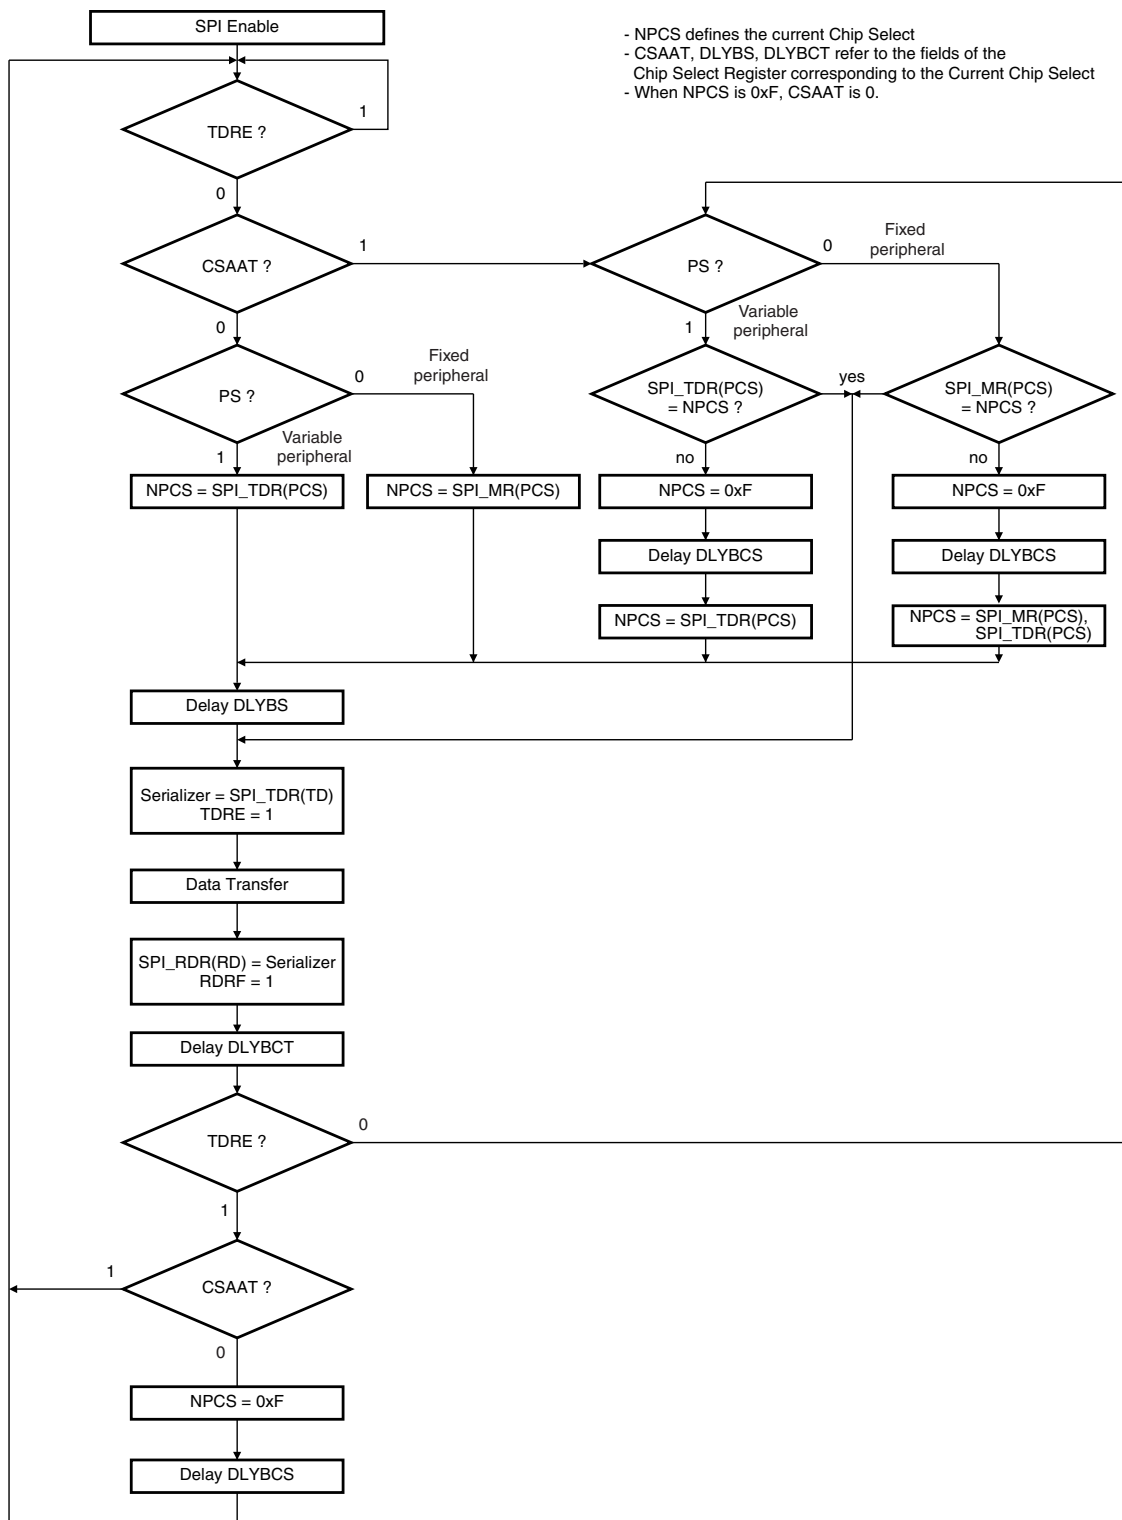 SPI Enable
- NPCS defines the current Chip Select
- CSAAT, DLYBS, DLYBCT refer to the fields of the
Chip Select Register corresponding to the Current Chip Select
- When NPCS is 0xF, CSAAT is 0.
TDRE ?
1
0
CSAAT ?
1
0
PS ?
0
Fixed
peripheral
1
Variable
peripheral
NPCS = SPI_TDR(PCS)
NPCS = SPI_MR(PCS)
PS ?
0
Fixed
peripheral
1
Variable
peripheral
SPI_TDR(PCS)
= NPCS ?
yes
SPI_MR(PCS)
= NPCS ?
no
NPCS = 0xF
Delay DLYBCS
NPCS = SPI_TDR(PCS)
no
NPCS = 0xF
Delay DLYBCS
NPCS = SPI_MR(PCS),
SPI_TDR(PCS)
Delay DLYBS
Serializer = SPI_TDR(TD)
TDRE = 1
Data Transfer
SPI_RDR(RD) = Serializer
RDRF = 1
Delay DLYBCT
TDRE ?
0
1
CSAAT ?
1
0
NPCS = 0xF
Delay DLYBCS